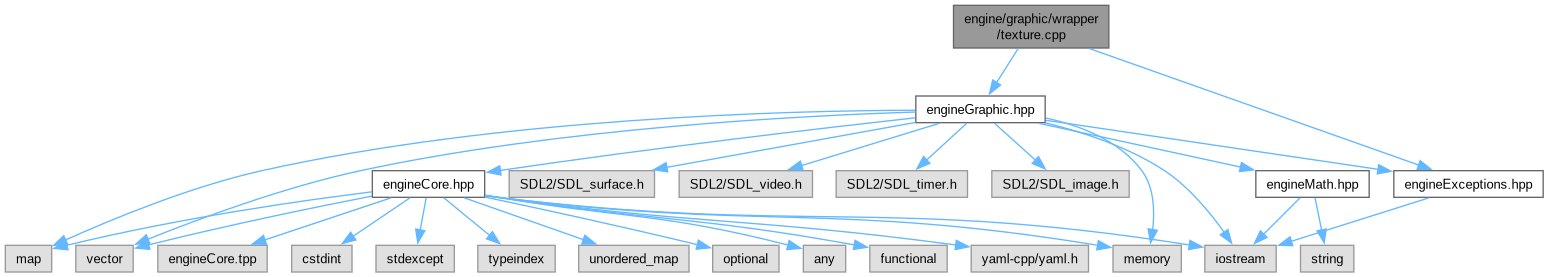 engine/graphic/wrapper
/texture.cpp
engineGraphic.hpp
engineCore.hpp
SDL2/SDL_surface.h
SDL2/SDL_video.h
SDL2/SDL_timer.h
SDL2/SDL_image.h
engineMath.hpp
engineExceptions.hpp
map
vector
engineCore.tpp
cstdint
stdexcept
typeindex
unordered_map
optional
any
functional
yaml-cpp/yaml.h
memory
iostream
string